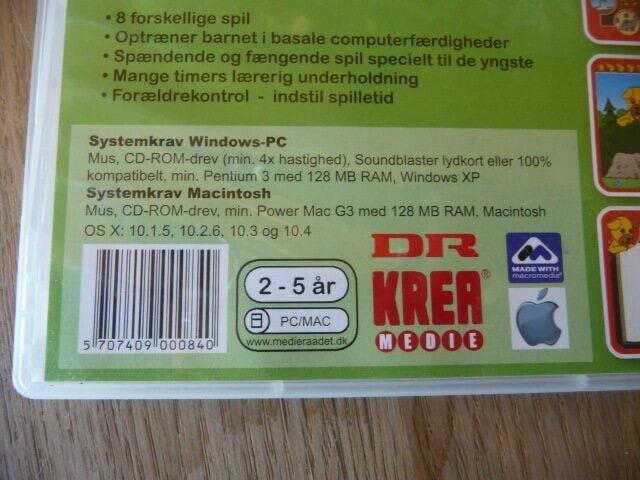 • 8 forskellige spil
• Optræner barnet i basale computerfærdigheder
• Spændende og fængende spil specielt til de yngste
• Mange timers lærerig underholdning
• Forældrekontrol - indstil spilletid
Systemkrav Windows-PC
Mus, CD-ROM-drev (min. 4x hastighed), Soundblaster lydkort eller 100%
kompatibelt, min. Pentium 3 med 128 MB RAM, Windows XP
Systemkrav Macintosh
Mus, CD-ROM-drev, min. Power Mac G3 med 128 MB RAM, Macintosh
OS X: 10.1.5, 10.2.6, 10.3 og 10.4
5 707409 000840
2 - 5 år
PC/MAC
www.medieraadet.dk
DR
KREA®
MEDIE
MADE WITH
macromedia®